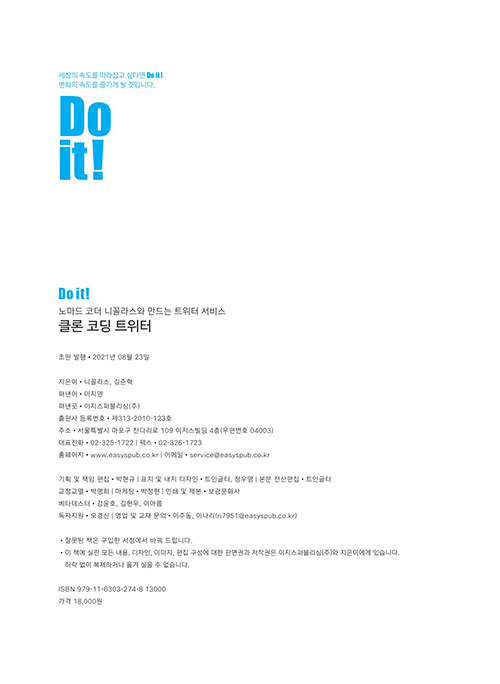 세상의 속도를 따라잡고 싶다면 Do it!
변화의 속도를 즐기게 될 것입니다.
Do
it!
Do it!
노마드 코더 니꼴라스와 만드는 트위터 서비스
클론 코딩 트위터
초판 발행 • 2021년 08월 23일
지은이 • 니꼴라스, 김준혁
펴낸이 • 이지연
펴낸곳 • 이지스퍼블리싱(주)
출판사 등록번호 • 제313-2010-123호
주소 • 서울특별시 마포구 잔다리로 109 이지스빌딩 4층(우편번호 04003)
대표전화 • 02-325-1722 | 팩스 • 02-326-1723
홈페이지 • www.easyspub.co.kr | 이메일 • service@easyspub.co.kr
기획 및 책임 편집 • 박현규 | 표지 및 내지 디자인 • 트인글터, 정우영 | 본문 전산편집 • 트인글터
교정교열 • 박명희 | 마케팅 • 박정현 | 인쇄 및 제본 • 보광문화사
베타테스터 • 강윤호, 김현우, 이아름
독자지원 • 오경신 | 영업 및 교재 문의 • 이주동, 이나리(ri7951@easyspub.co.kr)
• 잘못된 책은 구입한 서점에서 바꿔 드립니다.
• 이 책에 실린 모든 내용, 디자인, 이미지, 편집 구성에 대한 판면권과 저작권은 이지스퍼블리싱(주)와 지은이에게 있습니다.
허락 없이 복제하거나 옮겨 실을 수 없습니다.
ISBN 979-11-6303-274-8 13000
가격 18,000원